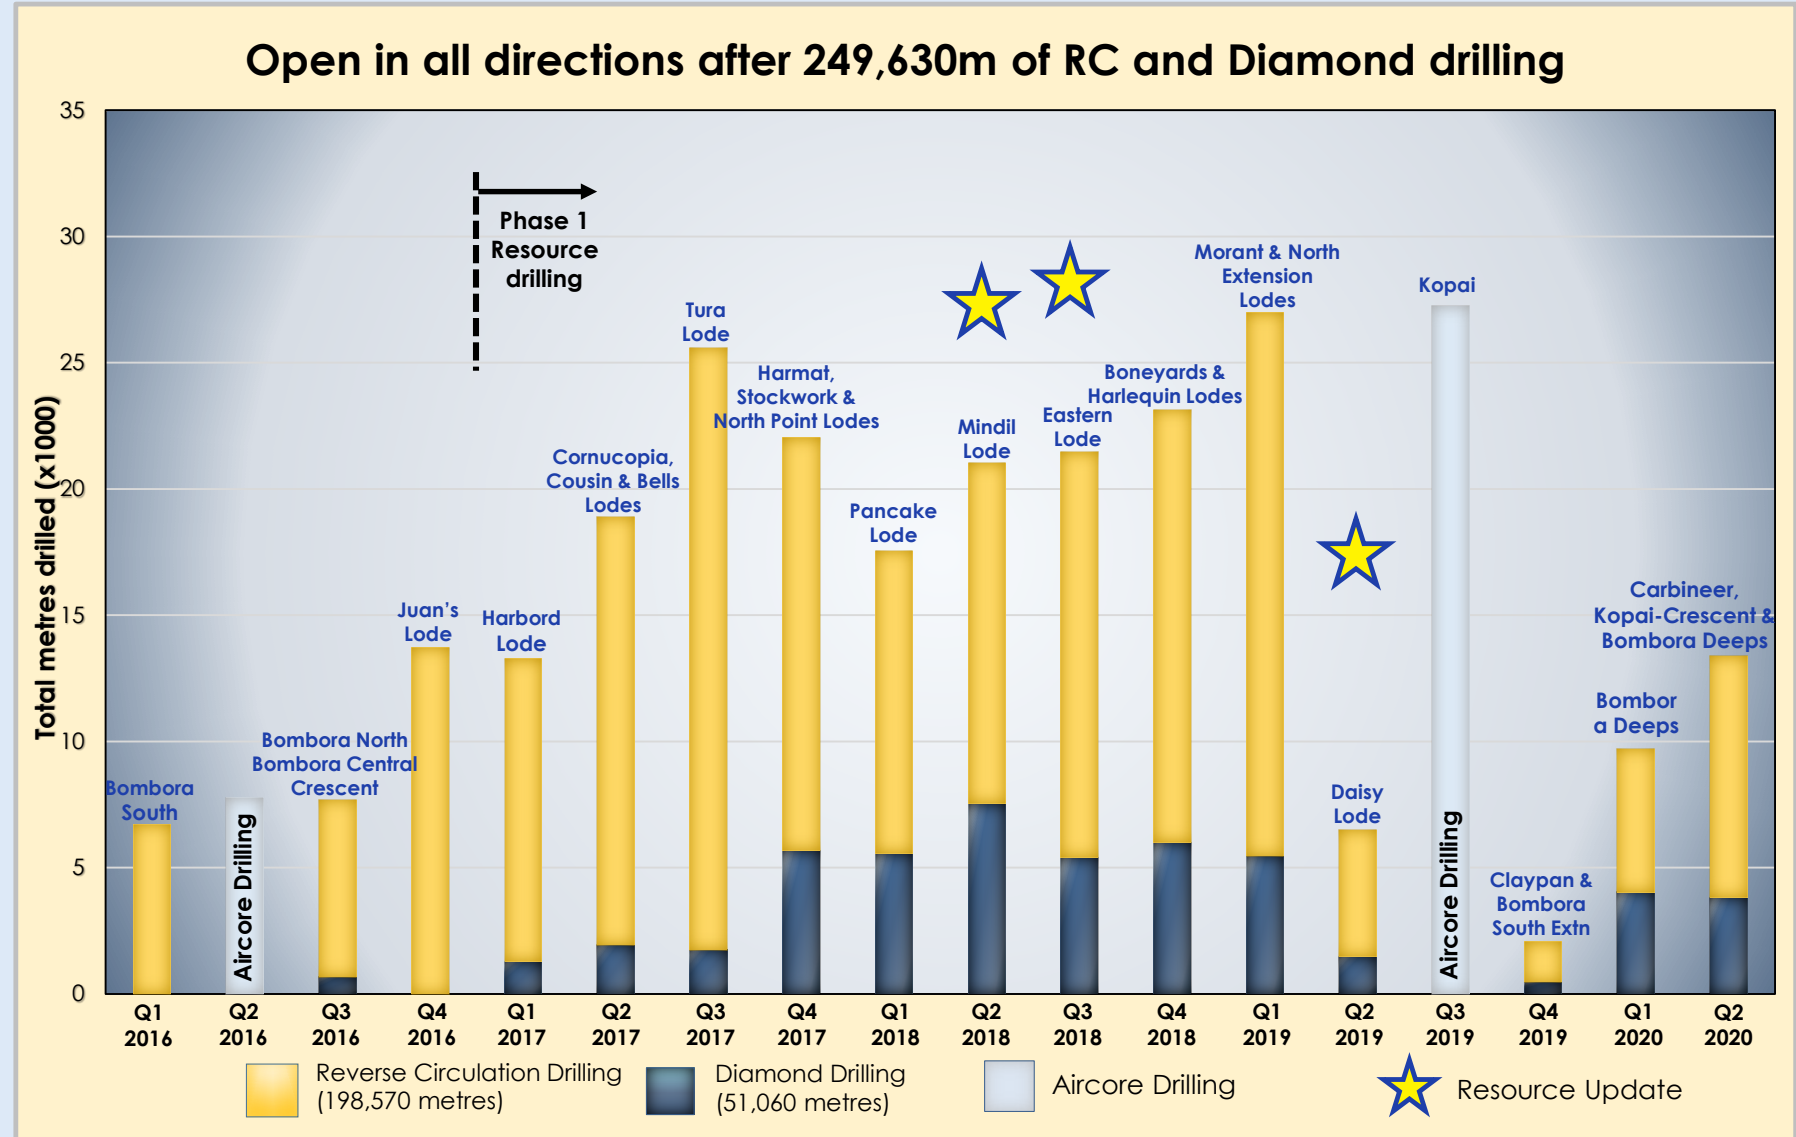 Open in all directions after 249,630m of RC and Diamond drilling
Total metres drilled (x1000)
35
30
25
20
15
10
5
0
Phase 1
Resource
drilling
Bombora
South
Aircore Drilling
Bombora North
Bombora Central
Crescent
Juan’s
Lode
Harbord
Lode
Cornucopia,
Cousin & Bells
Lodes
Tura
Lode
Harmat,
Stockwork &
North Point Lodes
Pancake
Lode
Mindil
Lode
Eastern
Lode
Boneyards &
Harlequin Lodes
Morant & North
Extension
Lodes
Daisy
Lode
Kopai
Aircore Drilling
Claypan &
Bombora
South Extn
Bombor
a Deeps
Carbineer,
Kopai-Crescent &
Bombora Deeps
Q1
2016
Q2
2016
Q3
2016
Q4
2016
Q1
2017
Q2
2017
Q3
2017
Q4
2017
Q1
2018
Q2
2018
Q3
2018
Q4
2018
Q1
2019
Q2
2019
Q3
2019
Q4
2019
Q1
2020
Q2
2020
Reverse Circulation Drilling
(198,570 metres)
Diamond Drilling
(51,060 metres)
Aircore Drilling
Resource Update